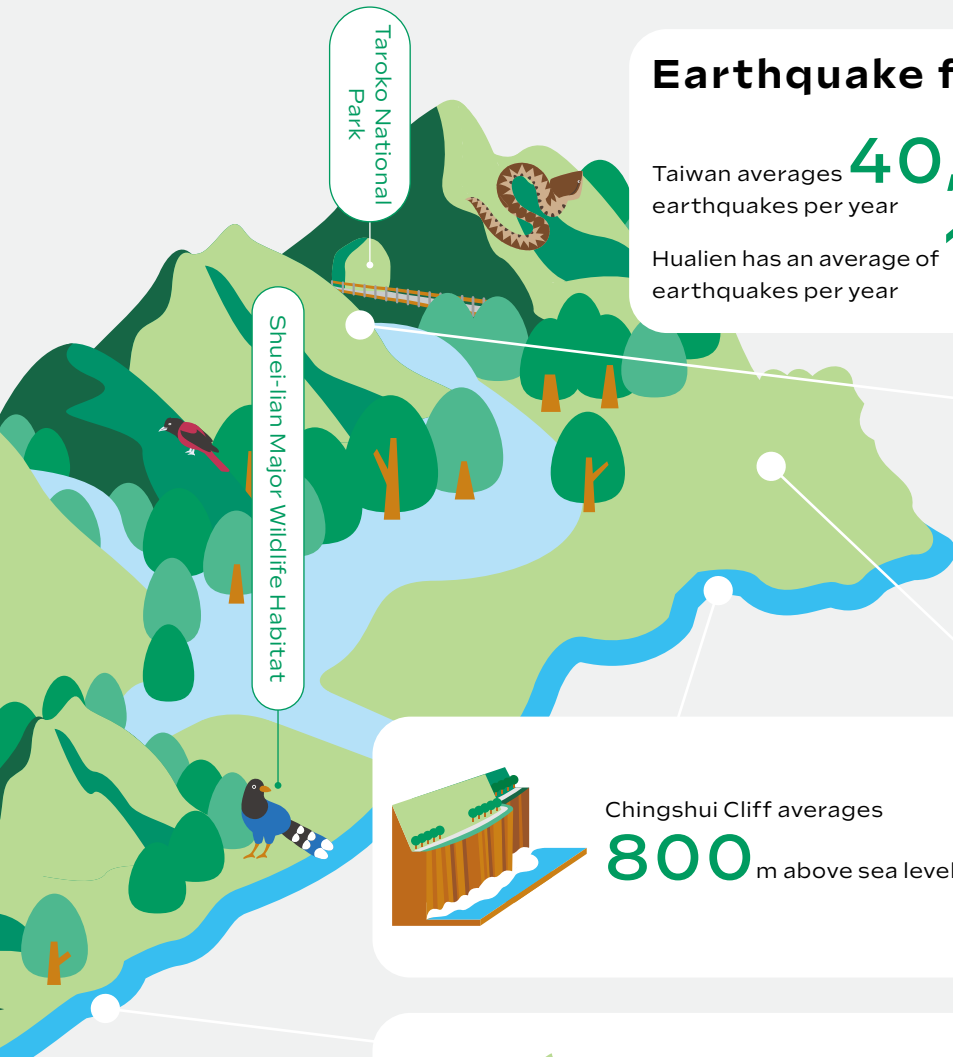 Taroko National
Park
Earthquake
Taiwan averages 40,
earthquakes per year
Hualien has an average of
earthquakes per year
Shuei-lian Major Wildlife Habitat
Chingshui Cliff averages
800 m above sea level